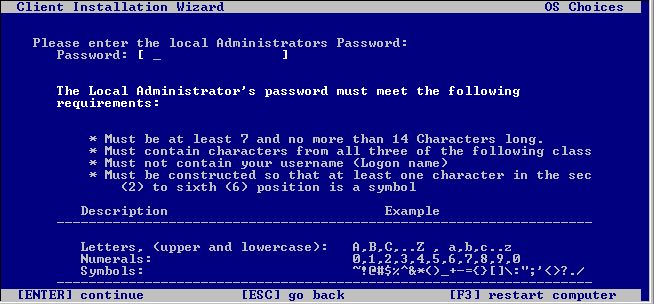 Client Installation Wizard OS Choices
Please enter the local Administrators Password:
Password: [ _ ]
The Local Administrator's password must meet the following
requirements:
* Must be at least 7 and no more than 14 Characters long.
* Must contain characters from all three of the following class
* Must not contain your username (Logon name)
* Must be constructed so that at least one character in the sec
(2) to sixth (6) position is a symbol
Description Example
Letters, (upper and lowercase): A,B,C,..Z , a,b,c..z
Numerals: 0,1,2,3,4,5,6,7,8,9,0
Symbols: ~!@#$%^&*()_+-={}[]\:";'<>?./
[ENTER] continue [ESC] go back [F3] restart computer